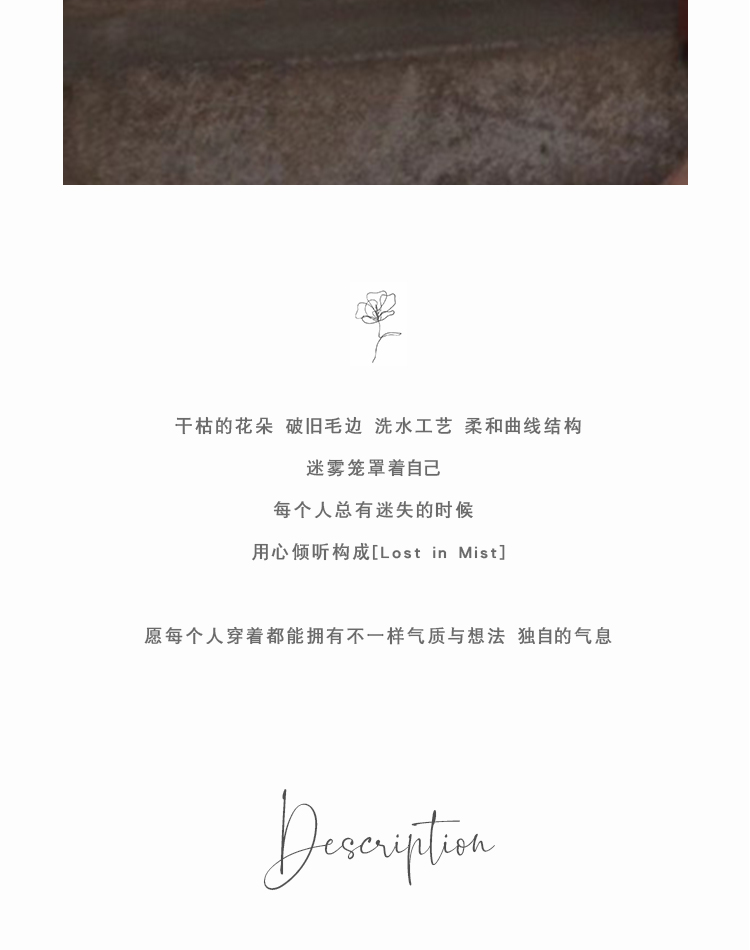 干枯的花朵 破旧毛边 洗水工艺 柔和曲线结构
迷雾笼罩着自己
每个人总有迷失的时候
用心倾听构成[Lost in Mist]
愿每个人穿着都能拥有不一样气质与想法 独自的气息
Description